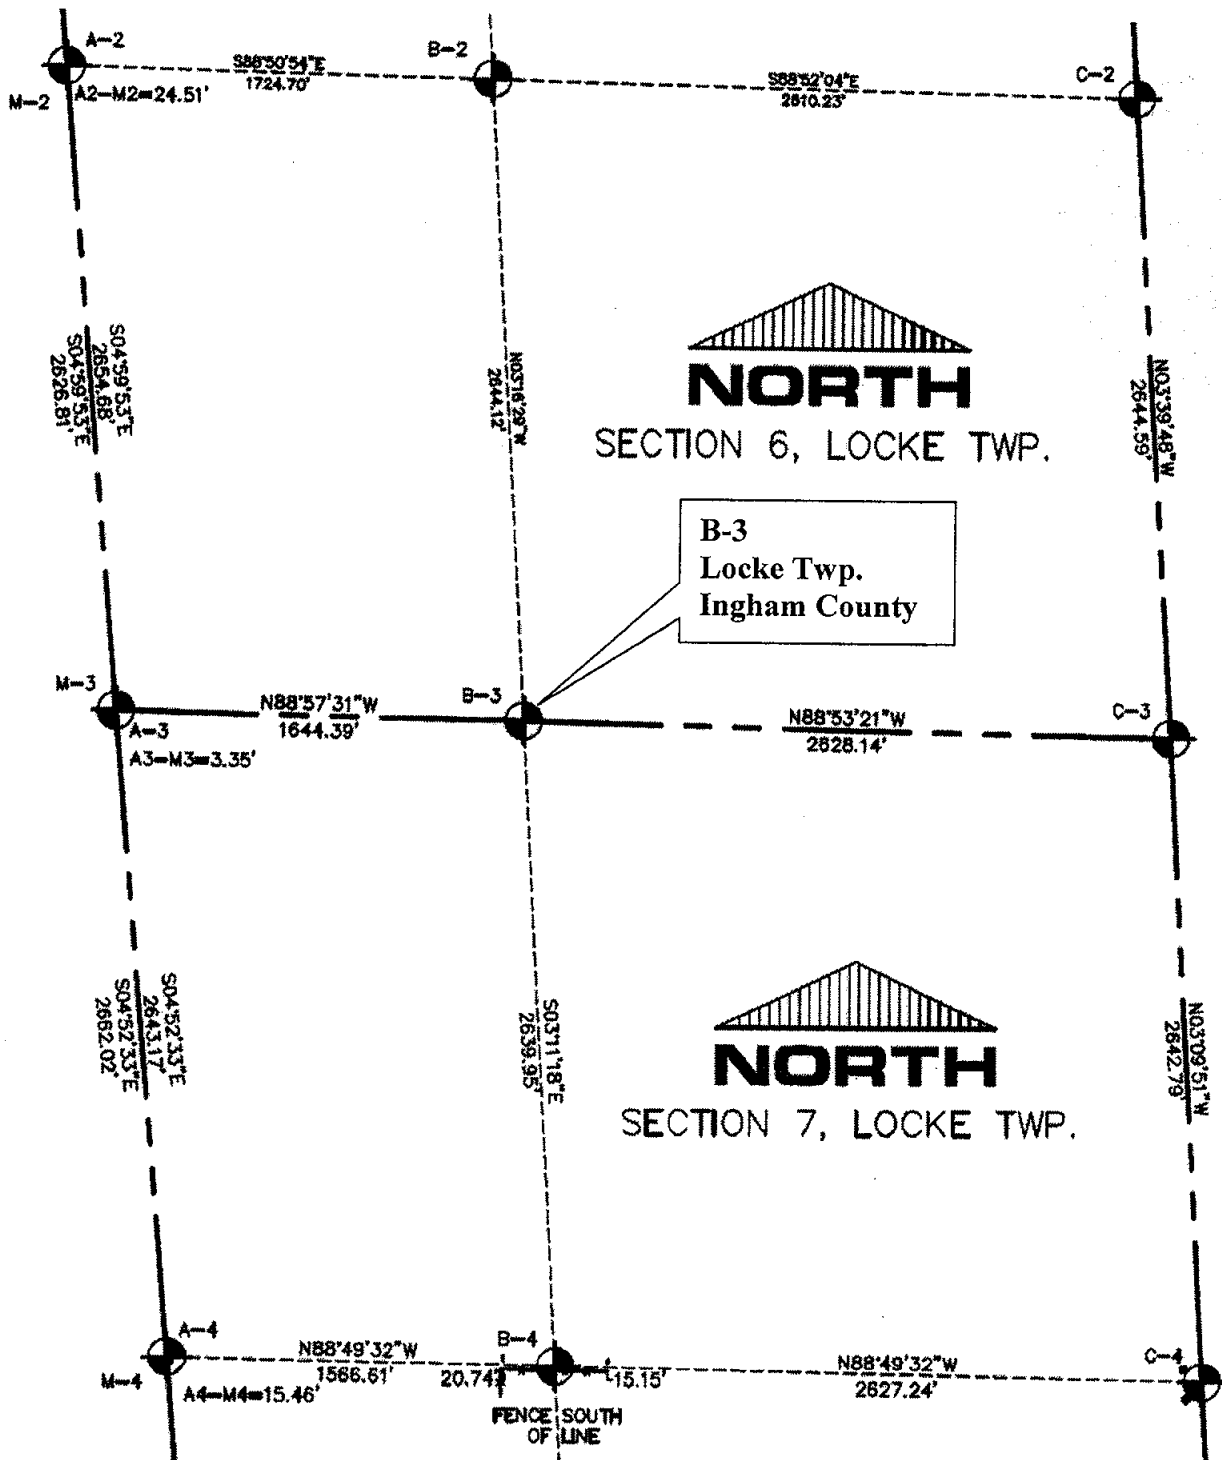 A-2
B-2
C-2
S88°50'54"E
1724.70'
S88°52'04"E
2610.23'
M-2
A2-M2=24.51'
S04°59'53"E
2654.68'
S04°59'53"E
2626.81'
N03°16'29"W
2644.12'
N03°39'48"W
2644.59'
NORTH
SECTION 6, LOCKE TWP.
B-3
Locke Twp.
Ingham County
M-3
N88°57'31"W
1644.39'
B-3
N88°53'21"W
2628.14'
C-3
A-3
A3-M3=3.35'
S04°52'33"E
2643.17'
S04°52'33"E
2662.02'
S03°11'18"E
2639.95'
N03°09'51"W
2642.79'
NORTH
SECTION 7, LOCKE TWP.
A-4
N88°49'32"W
1566.61'
B-4
N88°49'32"W
2627.24'
C-4
M-4
A4-M4=15.46'
20.74'
15.15'
FENCE SOUTH
OF LINE